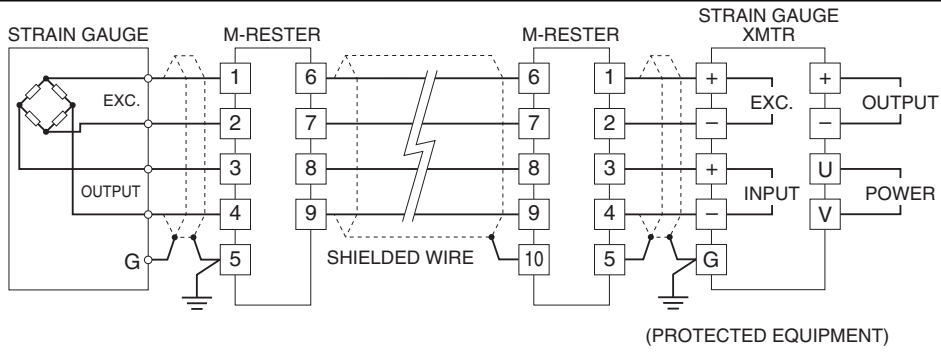 STRAIN GAUGE
XMTR
STRAIN GAUGE M-RESTER M-RESTER
1 6 6 1 + +
EXC. EXC. OUTPUT
2 7 7 2 − −
3 8 8 3 + U
OUTPUT INPUT POWER
4 9 9 4 − V
G 5 SHIELDED WIRE 10 5 G
(PROTECTED EQUIPMENT)